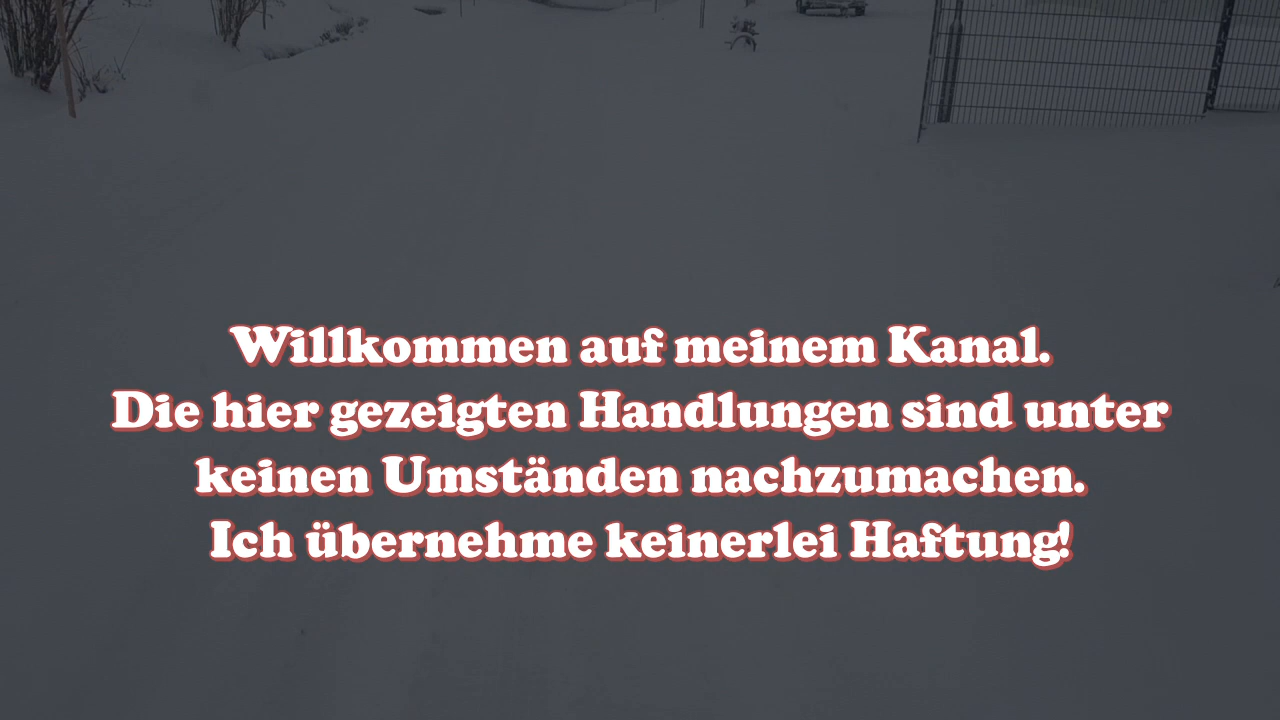 Willkommen auf meinem Kanal.
Die hier gezeigten Handlungen sind unter
keinen Umständen nachzumachen.
Ich übernehme keinerlei Haftung!